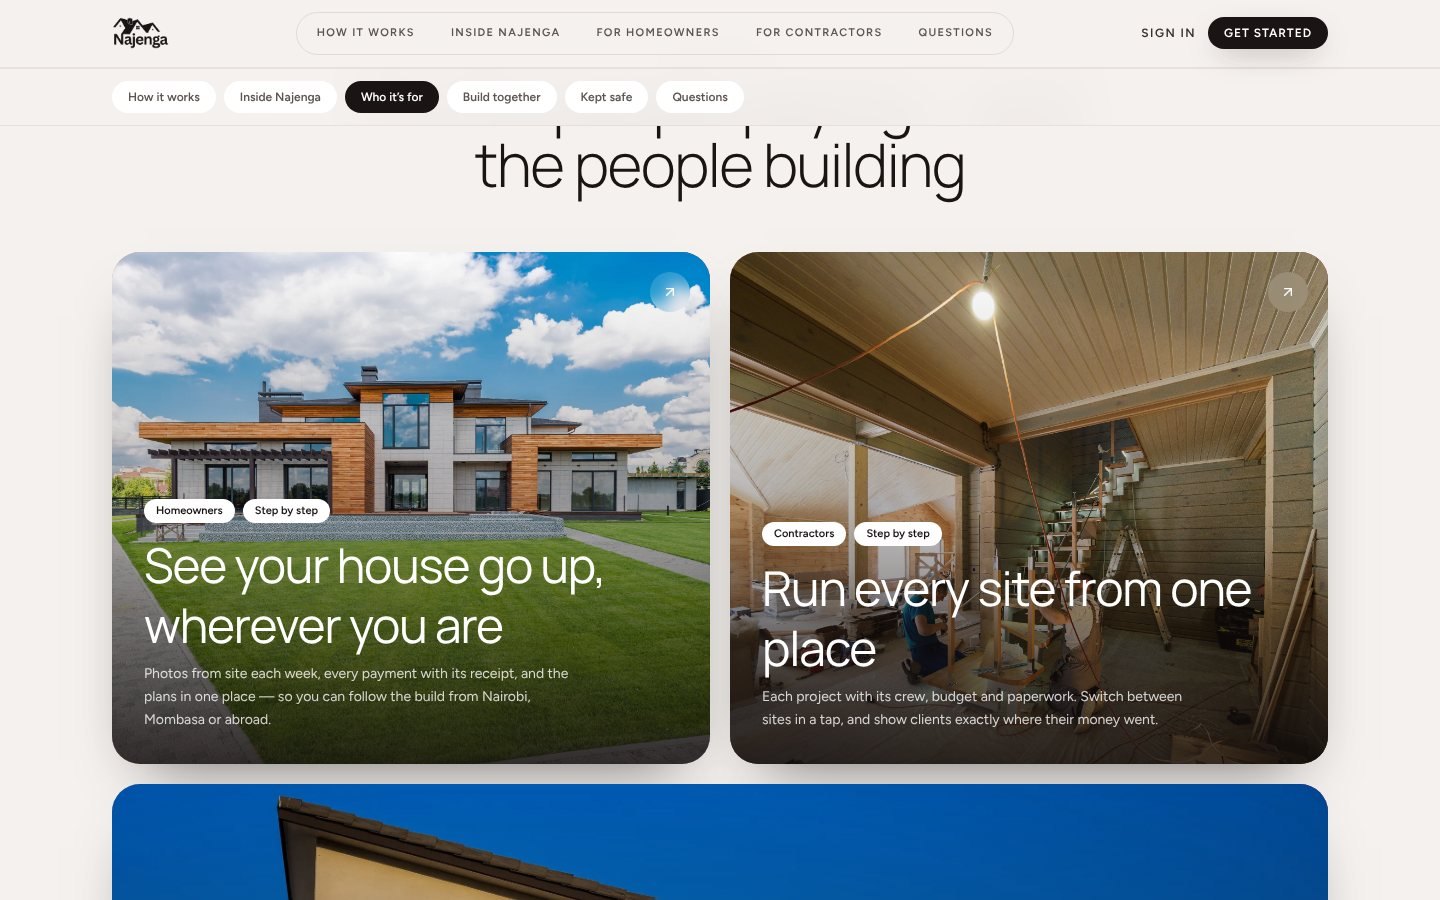 Najenga
HOW IT WORKS
INSIDE NAJENGA
FOR HOMEOWNERS
FOR CONTRACTORS
QUESTIONS
SIGN IN
GET STARTED
How it works
Inside Najenga
Who it's for
Build together
Kept safe
Questions
the people building
Homeowners
Step by step
See your house go up,
wherever you are
Photos from site each week, every payment with its receipt, and the
plans in one place — so you can follow the build from Nairobi,
Mombasa or abroad.
Contractors
Step by step
Run every site from one
place
Each project with its crew, budget and paperwork. Switch between
sites in a tap, and show clients exactly where their money went.